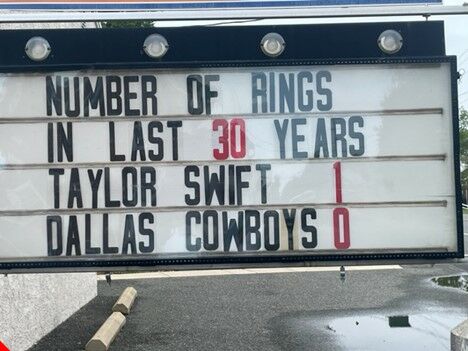 NUMBER OF RINGS
IN LAST 30 YEARS
TAYLOR SWIFT 1
DALLAS COWBOYS 0